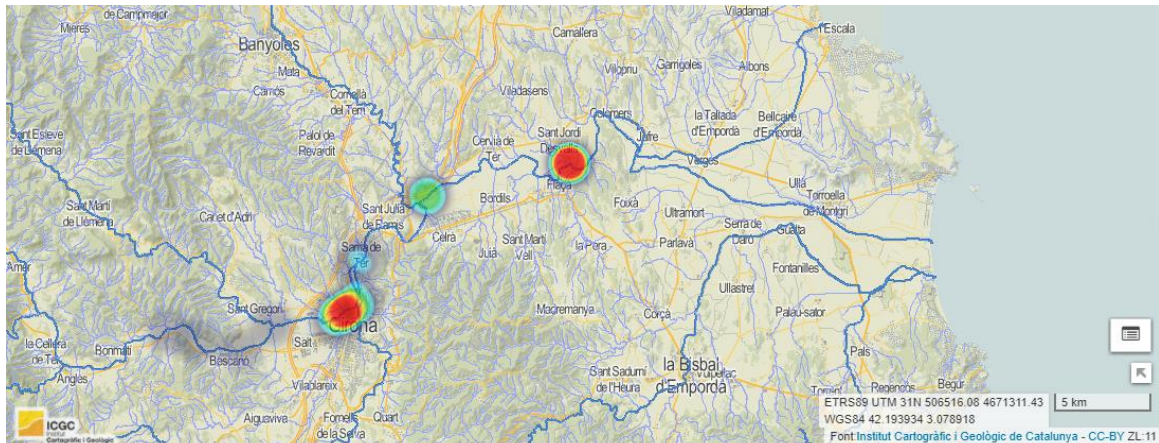 de Campmajor
Mieres
Banyoles
Camallera
Viladamat
l'Escala
Mata
Camós
Cornellà
del Terri
Viladasens
Vilopriu
Garrigoles
Albons
Sant Esteve
de Llémena
Palol de
Revardit
Cervià de
Ter
Sant Jordi
Desvalls
Colomers
Jafre
la Tallada
d'Empordà
Bellcaire
d'Empordà
Verges
Sant Martí
de Llémena
Canet d'Adri
Sant Julià
de Ramis
Bordils
Flaçà
Foixà
Ultramort
Ullà
Torroella
de Montgrí
Celrà
Juià
Sant Martí
Vell
la Pera
Parlavà
Serra de
Daró
Gualta
Sarrià de
Ter
Fontanilles
Amer
Ullastret
Sant Gregori
Girona
Madremanya
Corçà
Palau-sator
la Cellera
de Ter
Bonmatí
Bescanó
Salt
Anglès
Vilablareix
la Bisbal
d'Empordà
Vulpellac
Pals
Sant Sadurní
de l'Heura
Regencós
Begur
Aiguaviva
Fornells
de la Selva
Quart
ICGC
Institut
Cartogràfic i Geològic
ETRS89 UTM 31N 506516.08 4671311.43
5 km
WGS84 42.193934 3.078918
Font:Institut Cartogràfic i Geològic de Catalunya - CC-BY ZL:11